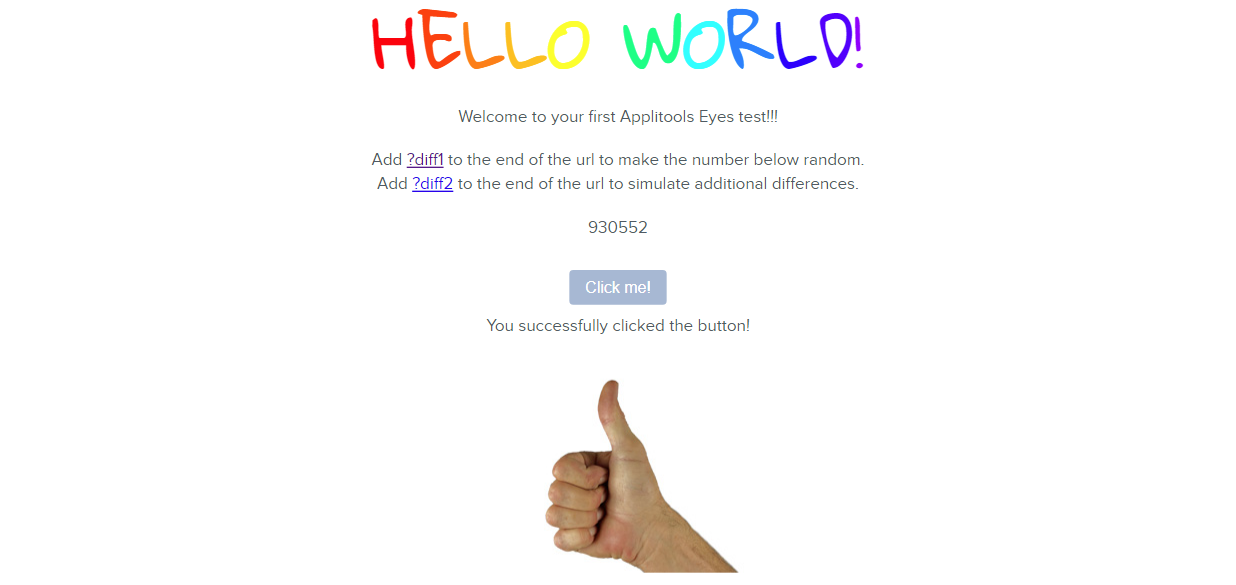 HELLO WORLD!
Welcome to your first Applitools Eyes test!!!
Add ?diff1 to the end of the url to make the number below random.
Add ?diff2 to the end of the url to simulate additional differences.
930552
Click me!
You successfully clicked the button!